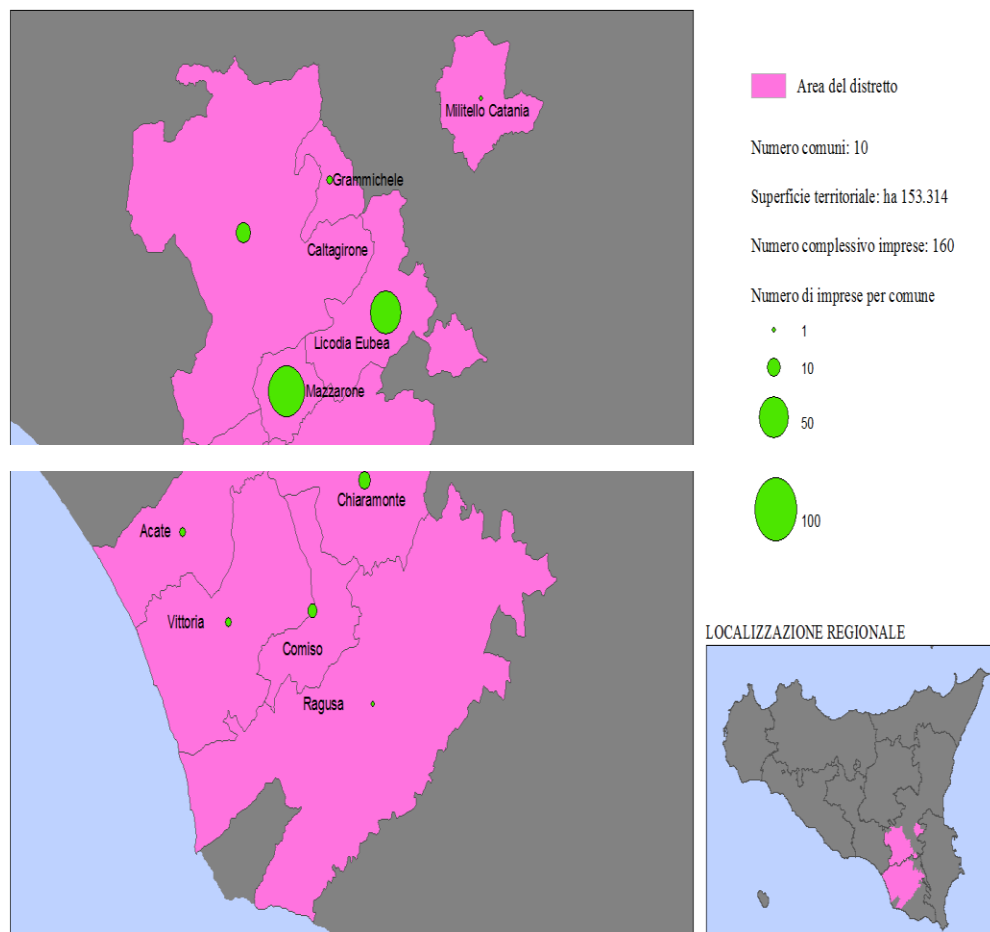 Militello Catania
Grammichele
Caltagirone
Licodia Eubea
Mazzarone
Chiaramonte
Acate
Vittoria
Comiso
Ragusa
Area del distretto
Numero comuni: 10
Superficie territoriale: ha 153.314
Numero complessivo imprese: 160
Numero di imprese per comune
1
10
50
100
LOCALIZZAZIONE REGIONALE